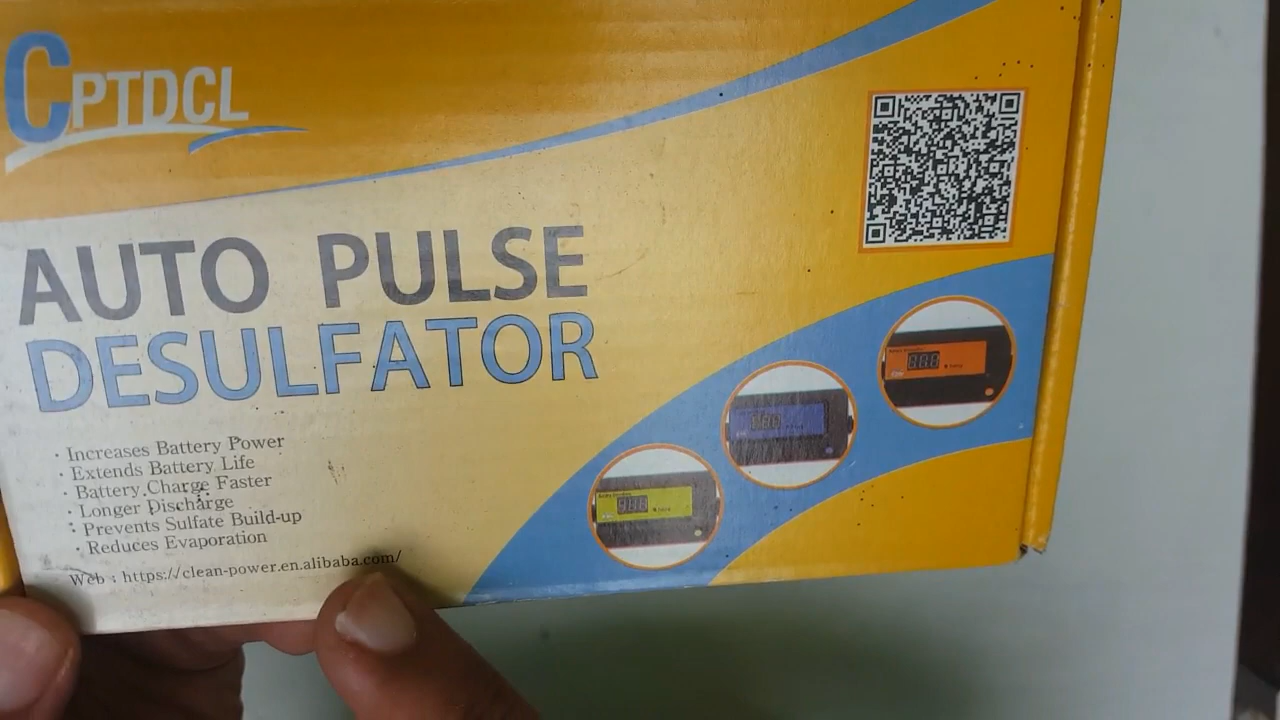 CPTDCL
AUTO PULSE
DESULFATOR
· Increases Battery Power
· Extends Battery Life
· Battery Charge Faster
· Longer Discharge
· Prevents Sulfate Build-up
· Reduces Evaporation
Web : https://clean-power.en.alibaba.com/